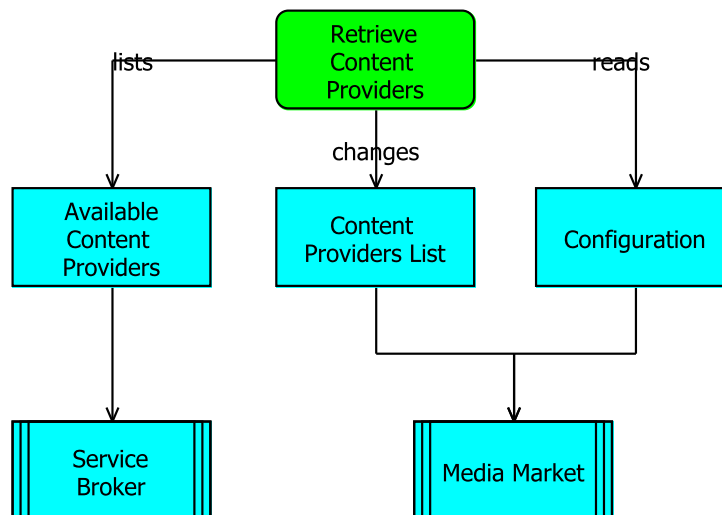 Retrieve
Content
Providers
lists
reads
changes
Available
Content
Providers
Content
Providers List
Configuration
Service
Broker
Media Market